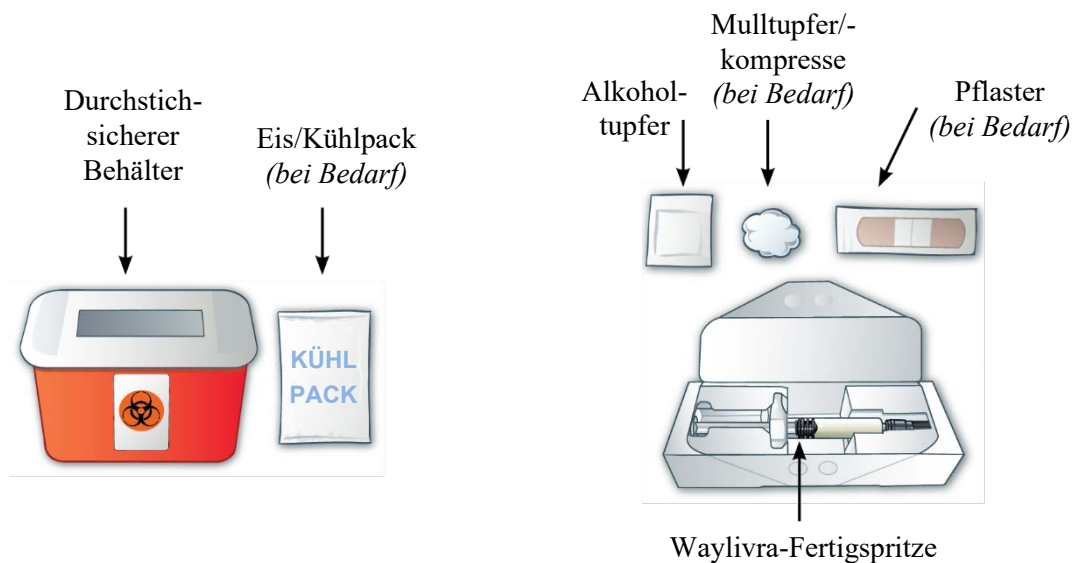 Durchstich-
sicherer
Behälter
Eis/Kühlpack
(bei Bedarf)
KÜHL
PACK
Alkohol-
tupfer
Mulltupfer/-
kompresse
(bei Bedarf)
Pflaster
(bei Bedarf)
Waylivra-Fertigspritze